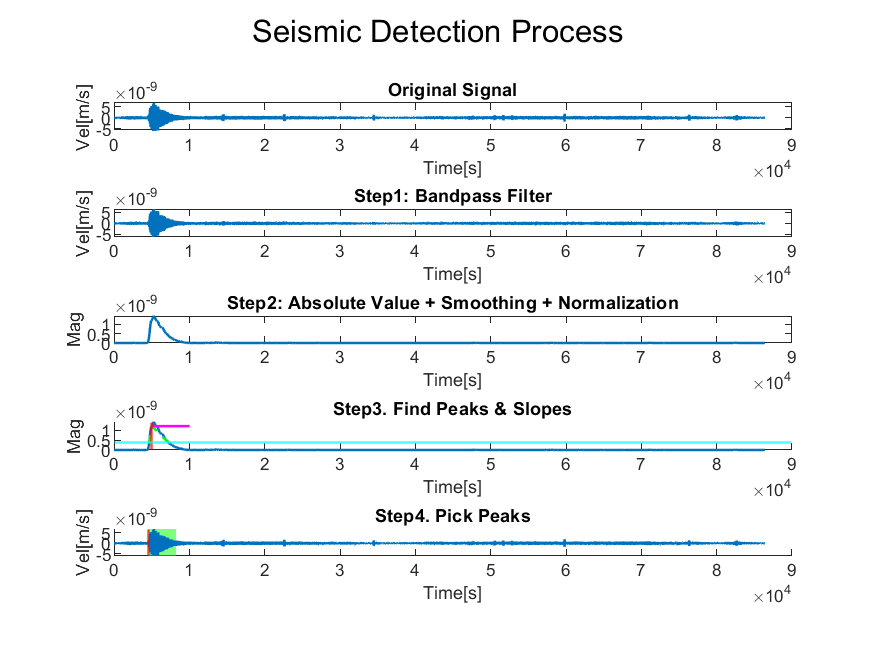 Seismic Detection Process
×10-9
Original Signal
Vel[m/s]
5
0
-5
0 1 2 3 4 5 6 7 8 9
Time[s]
×104
×10-9
Step1: Bandpass Filter
Vel[m/s]
5
0
-5
0 1 2 3 4 5 6 7 8 9
Time[s]
×104
×10-9
Step2: Absolute Value + Smoothing + Normalization
Mag
1
0.5
0
0 1 2 3 4 5 6 7 8 9
Time[s]
×104
×10-9
Step3. Find Peaks & Slopes
Mag
1
0.5
0
0 1 2 3 4 5 6 7 8 9
Time[s]
×104
×10-9
Step4. Pick Peaks
Vel[m/s]
5
0
-5
0 1 2 3 4 5 6 7 8 9
Time[s]
×104